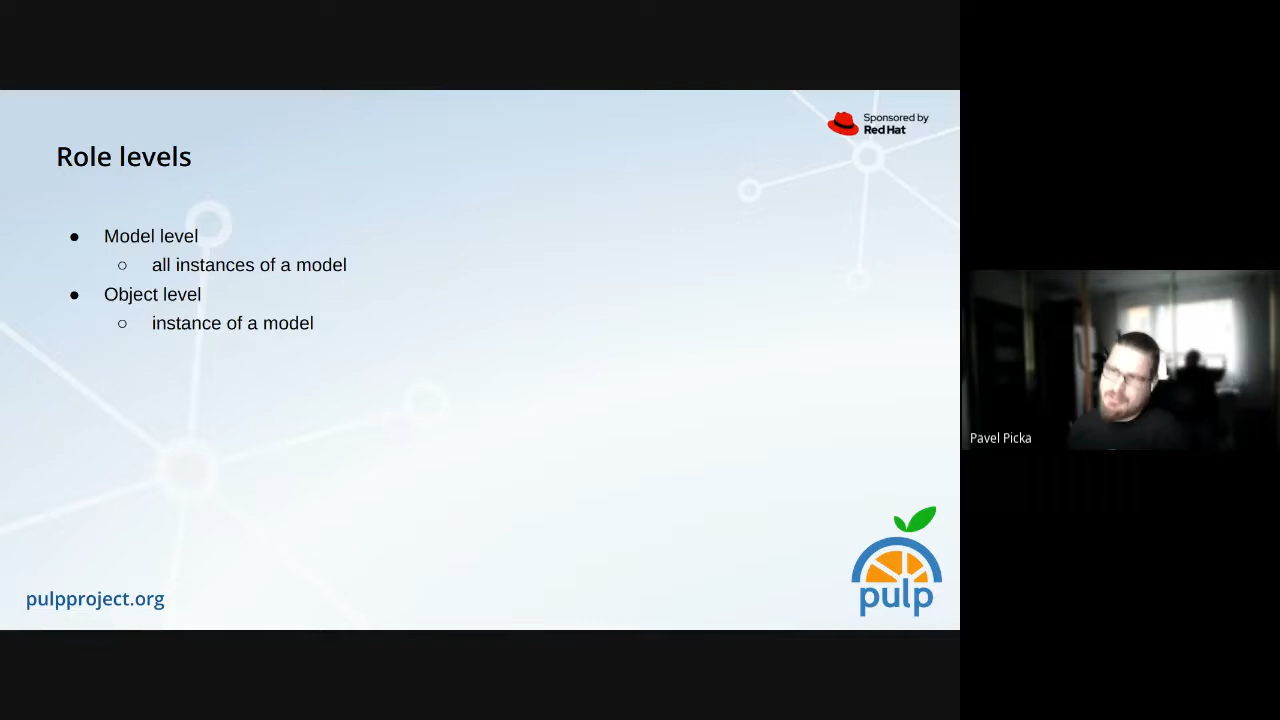 Sponsored by
Red Hat
Role levels
● Model level
○ all instances of a model
● Object level
○ instance of a model
Pavel Picka
pulpproject.org
pulp